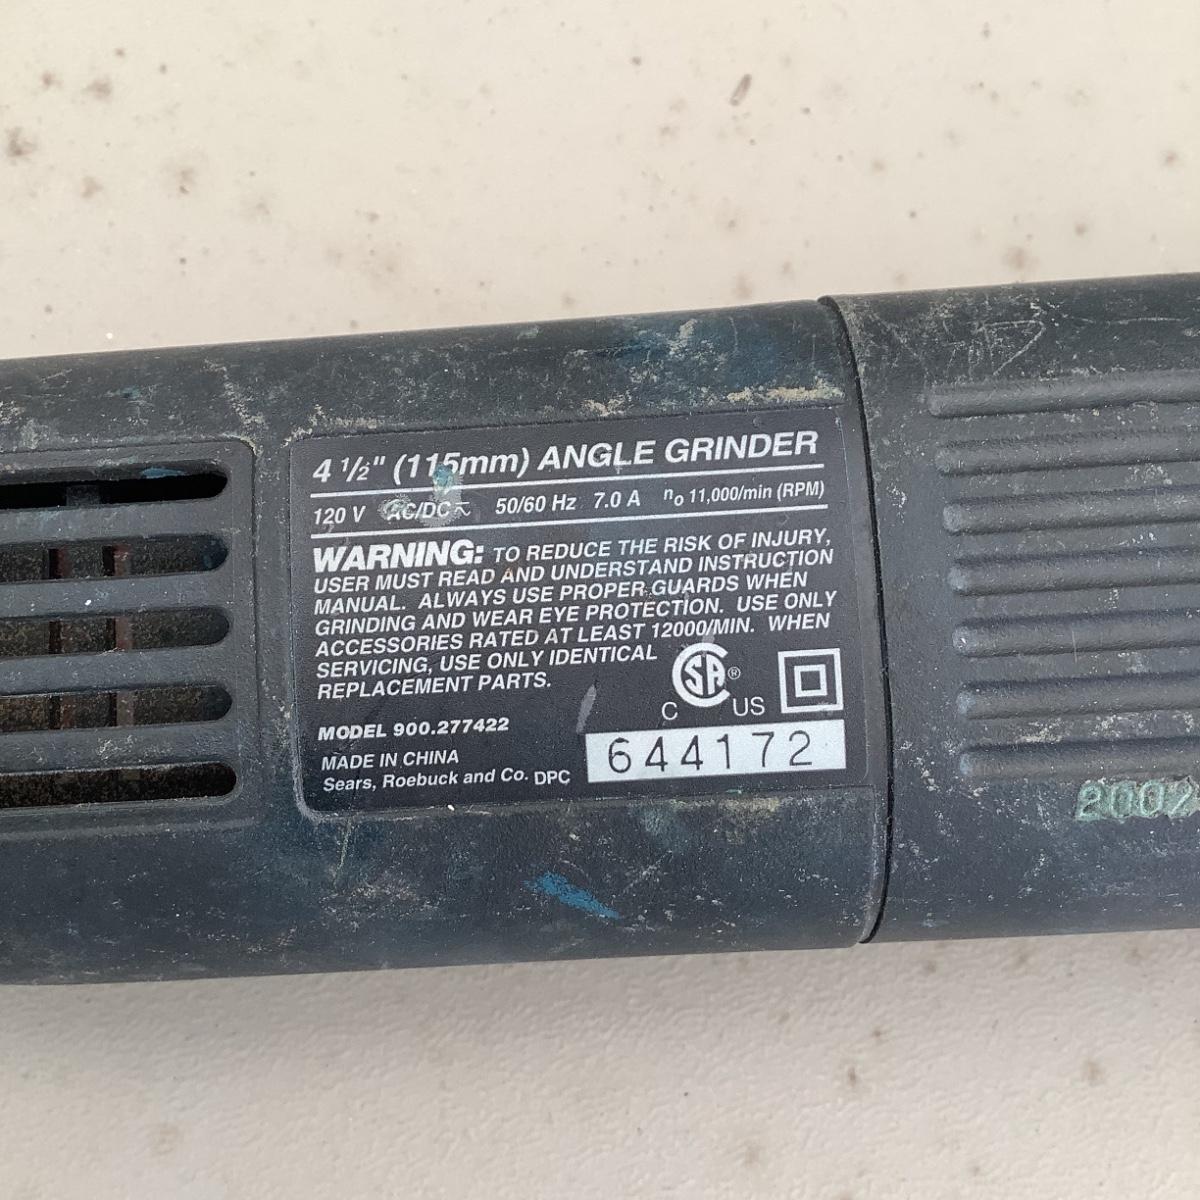 4 1/2" (115mm) ANGLE GRINDER
120 V AC/DC 50/60 Hz 7.0 A no 11,000/min (RPM)
WARNING: TO REDUCE THE RISK OF INJURY,
USER MUST READ AND UNDERSTAND INSTRUCTION
MANUAL. ALWAYS USE PROPER GUARDS WHEN
GRINDING AND WEAR EYE PROTECTION. USE ONLY
ACCESSORIES RATED AT LEAST 12000/MIN. WHEN
SERVICING, USE ONLY IDENTICAL
REPLACEMENT PARTS.
C SA ® US
MODEL 900.277422
MADE IN CHINA
Sears, Roebuck and Co. DPC
644172
2002